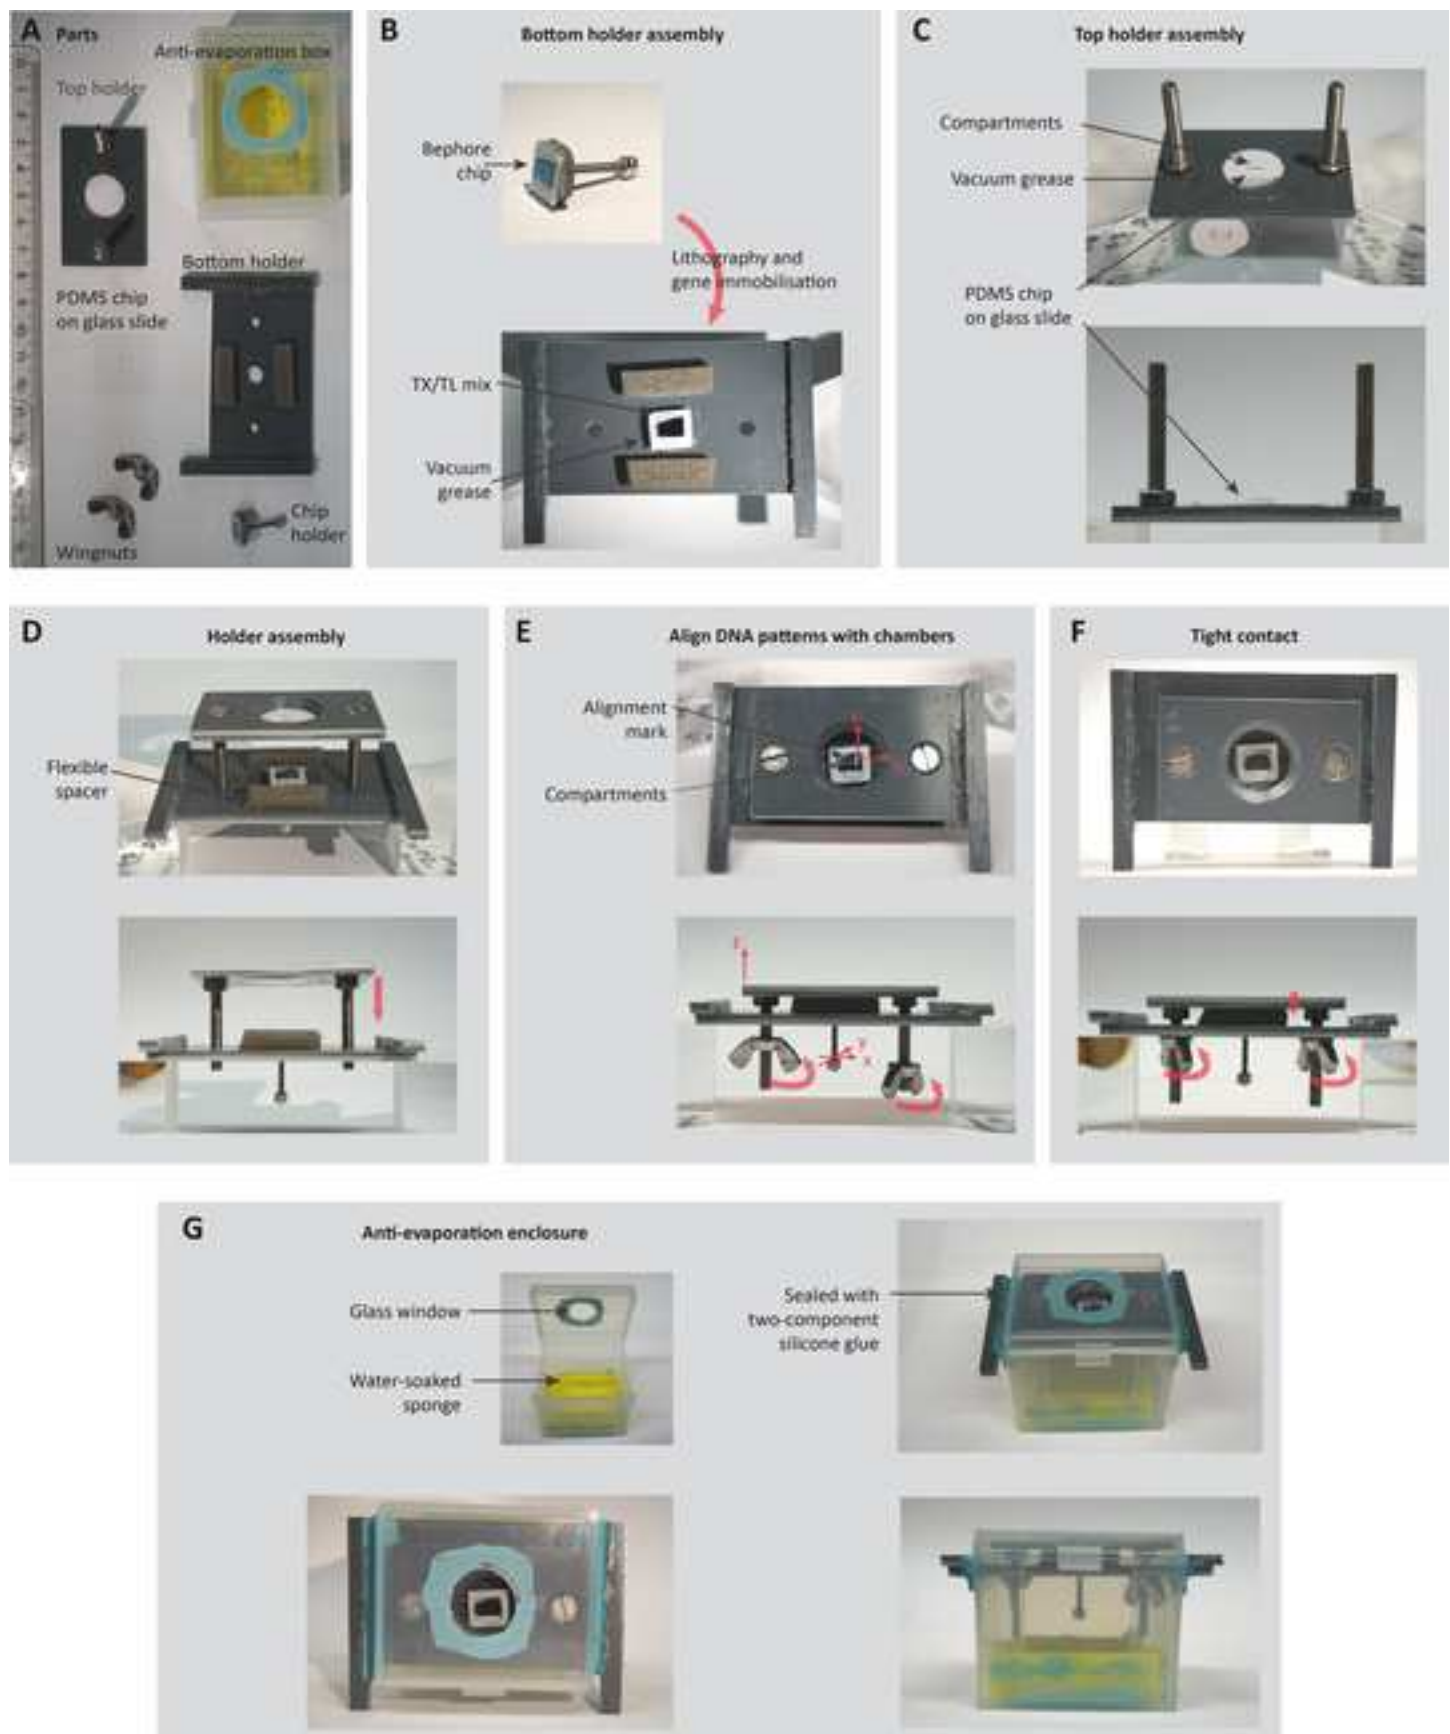 A Parts
Anti-evaporation box
Top holder
Bottom holder
PDMS chip
on glass slide
Wingnuts
Chip
holder
B Bottom holder assembly
Bephore
chip
Lithography and
gene immobilisation
TX/TL mix
Vacuum
grease
C Top holder assembly
Compartments
Vacuum grease
PDMS chip
on glass slide
D Holder assembly
Flexible
spacer
E Align DNA patterns with chambers
Alignment
mark
Compartments
z
y
x
F Tight contact
G Anti-evaporation enclosure
Glass window
Water-soaked
sponge
Sealed with
two-component
silicone glue